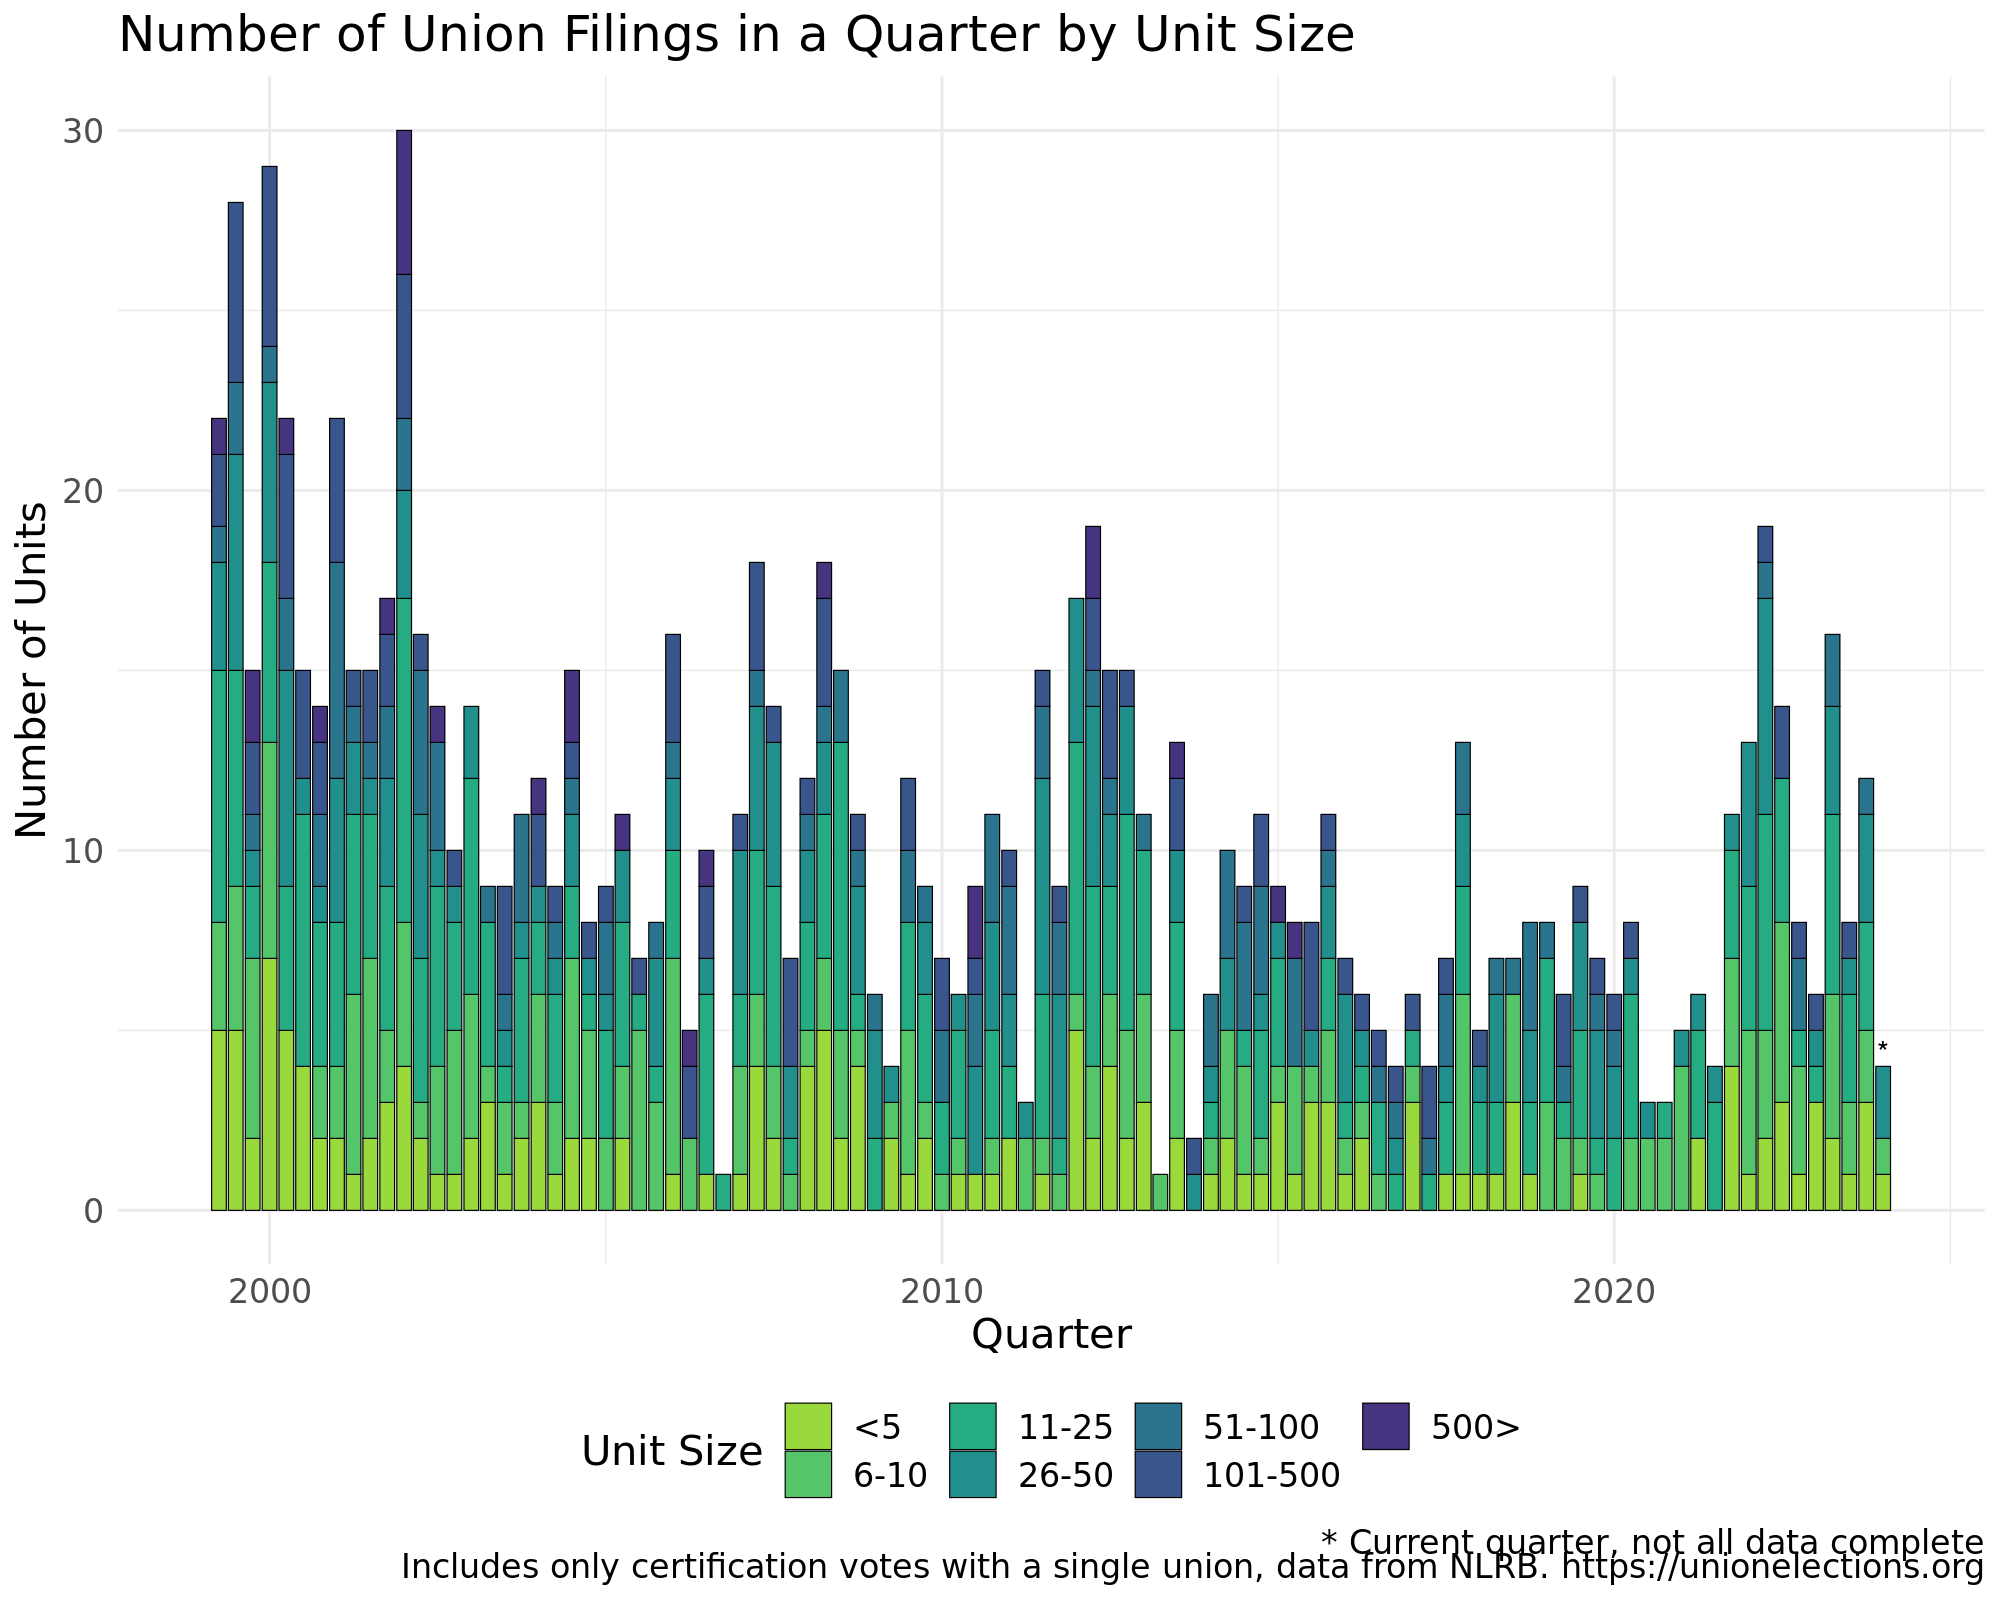 Number of Union Filings in a Quarter by Unit Size
Number of Units
30
20
10
0
*
2000
2010
2020
Quarter
Unit Size
<5
11-25
51-100
500>
6-10
26-50
101-500
* Current quarter, not all data complete
Includes only certification votes with a single union, data from NLRB. https://unionelections.org